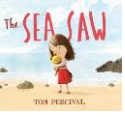 The SEA SAW
TOM PERCIVAL